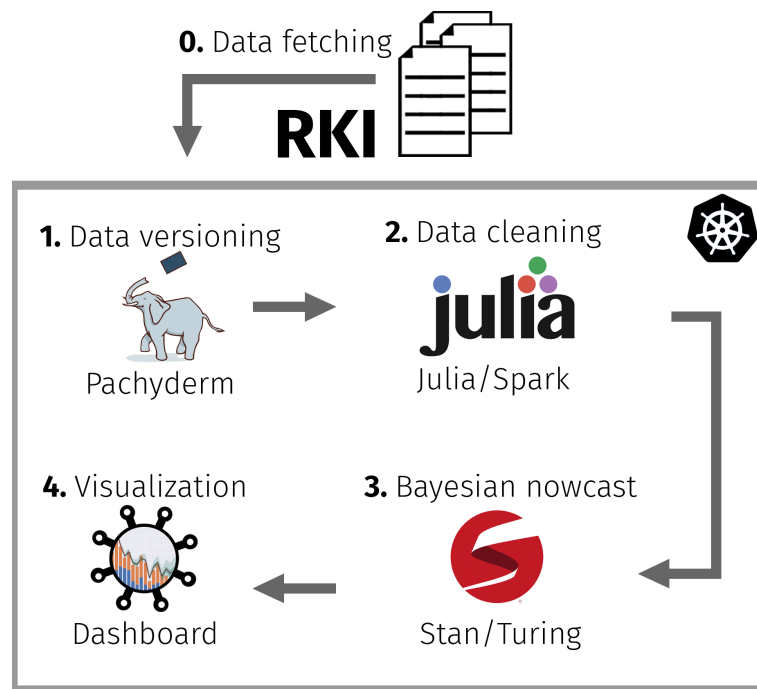 0. Data fetching
RKI
1. Data versioning
Pachyderm
2. Data cleaning
julia
Julia/Spark
4. Visualization
Dashboard
3. Bayesian nowcast
Stan/Turing